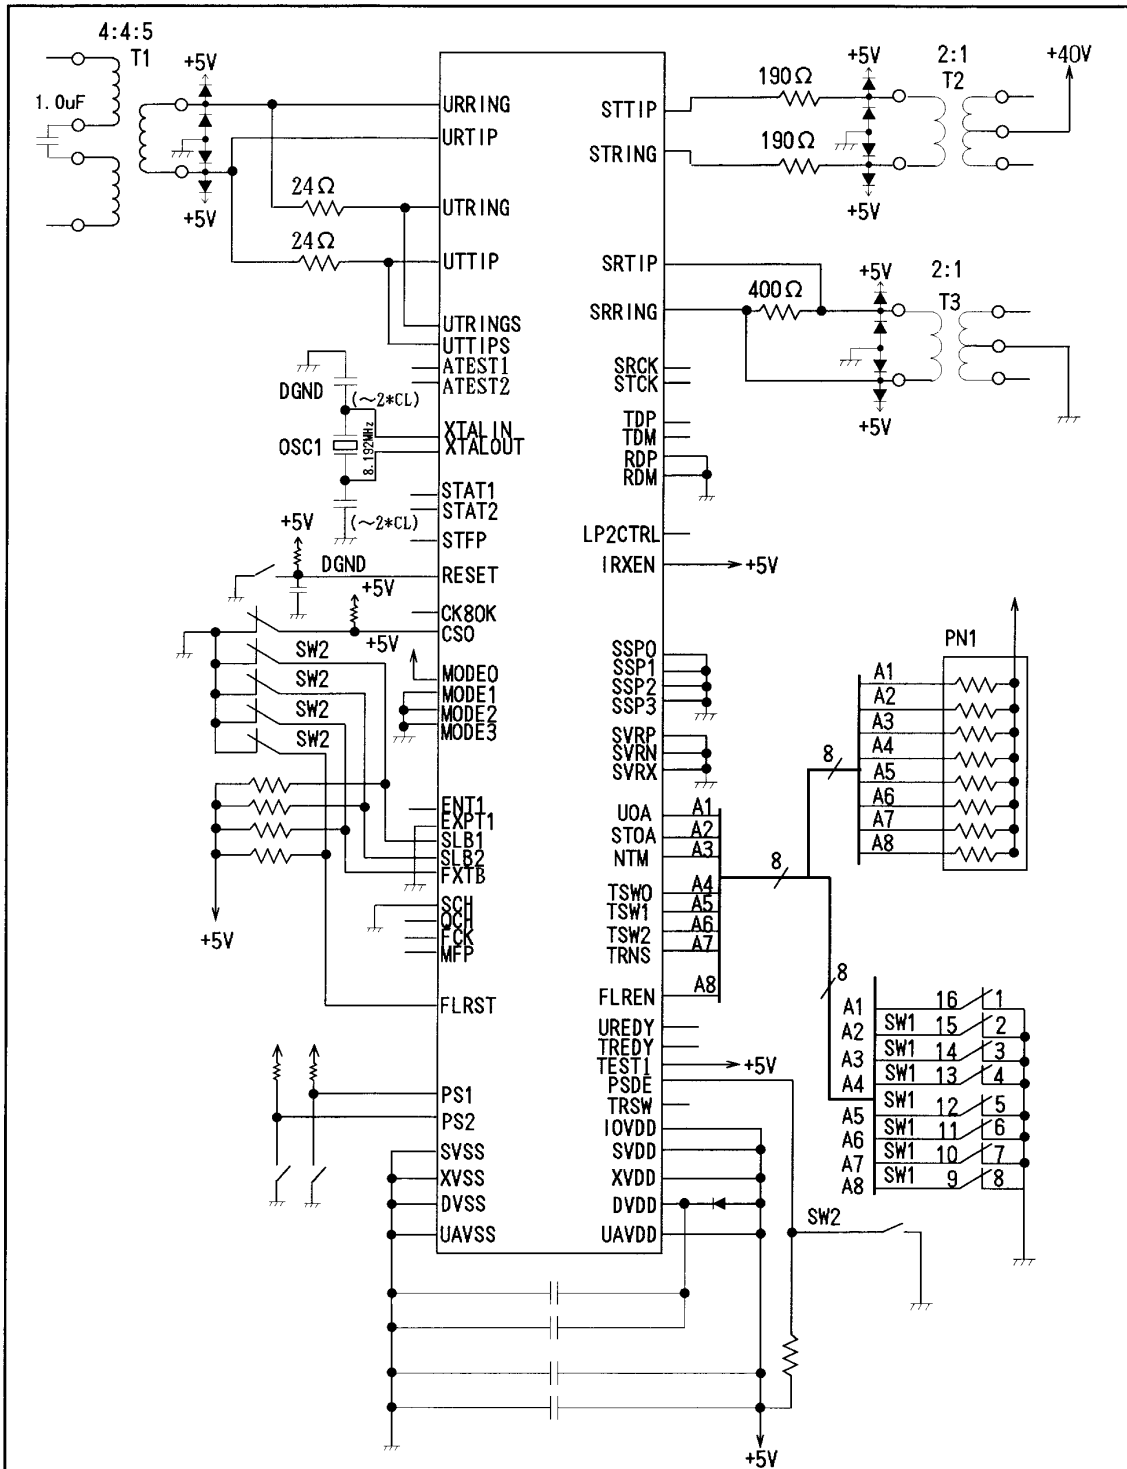 4:4:5
T1
+5V
1.0uF
+5V
24Ω
24Ω
URRING
URTIP
UTRING
UTTIP
UTRINGS
UTTIPS
ATEST1
ATEST2
DGND
(~2*CL)
OSC1
8.192MHz
XTALIN
XTALOUT
(~2*CL)
STAT1
STAT2
STFP
+5V
DGND
RESET
+5V
CK8OK
CSO
+5V
SW2
SW2
SW2
SW2
MODE0
MODE1
MODE2
MODE3
ENT1
EXPT1
SLB1
SLB2
FXTB
SCH
QCH
FCK
MFP
+5V
FLRST
PS1
PS2
SVSS
XVSS
DVSS
UAVSS
STTIP
STRING
190Ω
190Ω
+5V
+5V
2:1
T2
+40V
SRTIP
SRRING
400Ω
+5V
+5V
2:1
T3
SRCK
STCK
TDP
TDM
RDP
RDM
LP2CTRL
IRXEN
+5V
SSP0
SSP1
SSP2
SSP3
SVRP
SVRN
SVRX
UOA A1
STOA A2
NTM A3
TSW0 A4
TSW1 A5
TSW2 A6
TRNS A7
FLREN A8
8
8
8
PN1
A1
A2
A3
A4
A5
A6
A7
A8
UREDY
TREDY
TEST1
+5V
PSDE
TRSW
IOVDD
SVDD
XVDD
DVDD
UAVDD
A1 16 1
A2 SW1 15 2
A3 SW1 14 3
A4 SW1 13 4
A5 SW1 12 5
A6 SW1 11 6
A7 SW1 10 7
A8 SW1 9 8
SW2
+5V